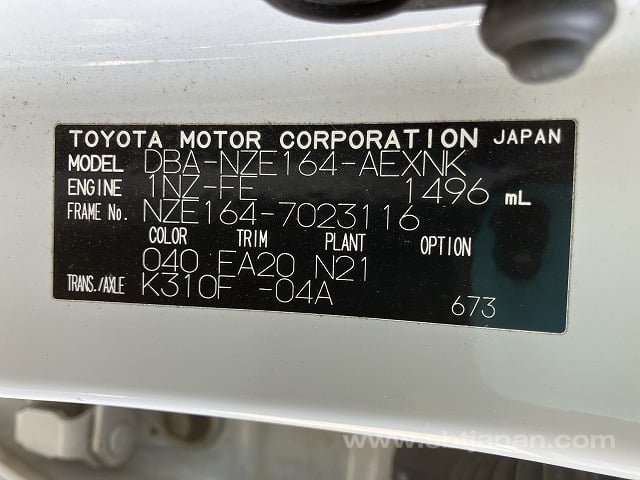 TOYOTA MOTOR CORPORATION JAPAN
MODEL DBA-NZE164-AEXNK
ENGINE 1NZ-FE 1496 mL
FRAME No. NZE164-7023116
COLOR TRIM PLANT OPTION
040 FA20 N21
TRANS./AXLE K310F -04A
673
www.sbtjapan.com